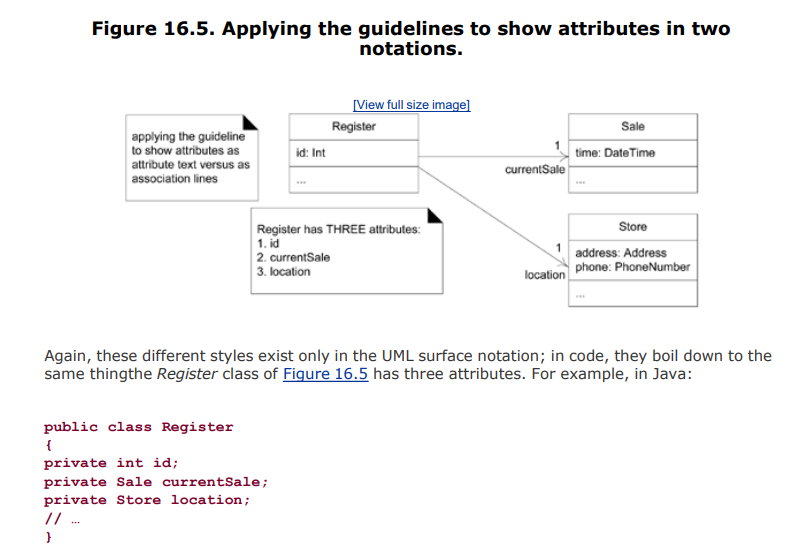 Figure 16.5. Applying the guidelines to show attributes in two
notations.
[View full size image]
applying the guideline
to show attributes as
attribute text versus as
association lines
Register
id: Int
...
1
currentSale
Sale
time: DateTime
...
Register has THREE attributes:
1. id
2. currentSale
3. location
1
location
Store
address: Address
phone: PhoneNumber
...
Again, these different styles exist only in the UML surface notation; in code, they boil down to the
same thingthe Register class of Figure 16.5 has three attributes. For example, in Java:
public class Register
{
private int id;
private Sale currentSale;
private Store location;
// …
}